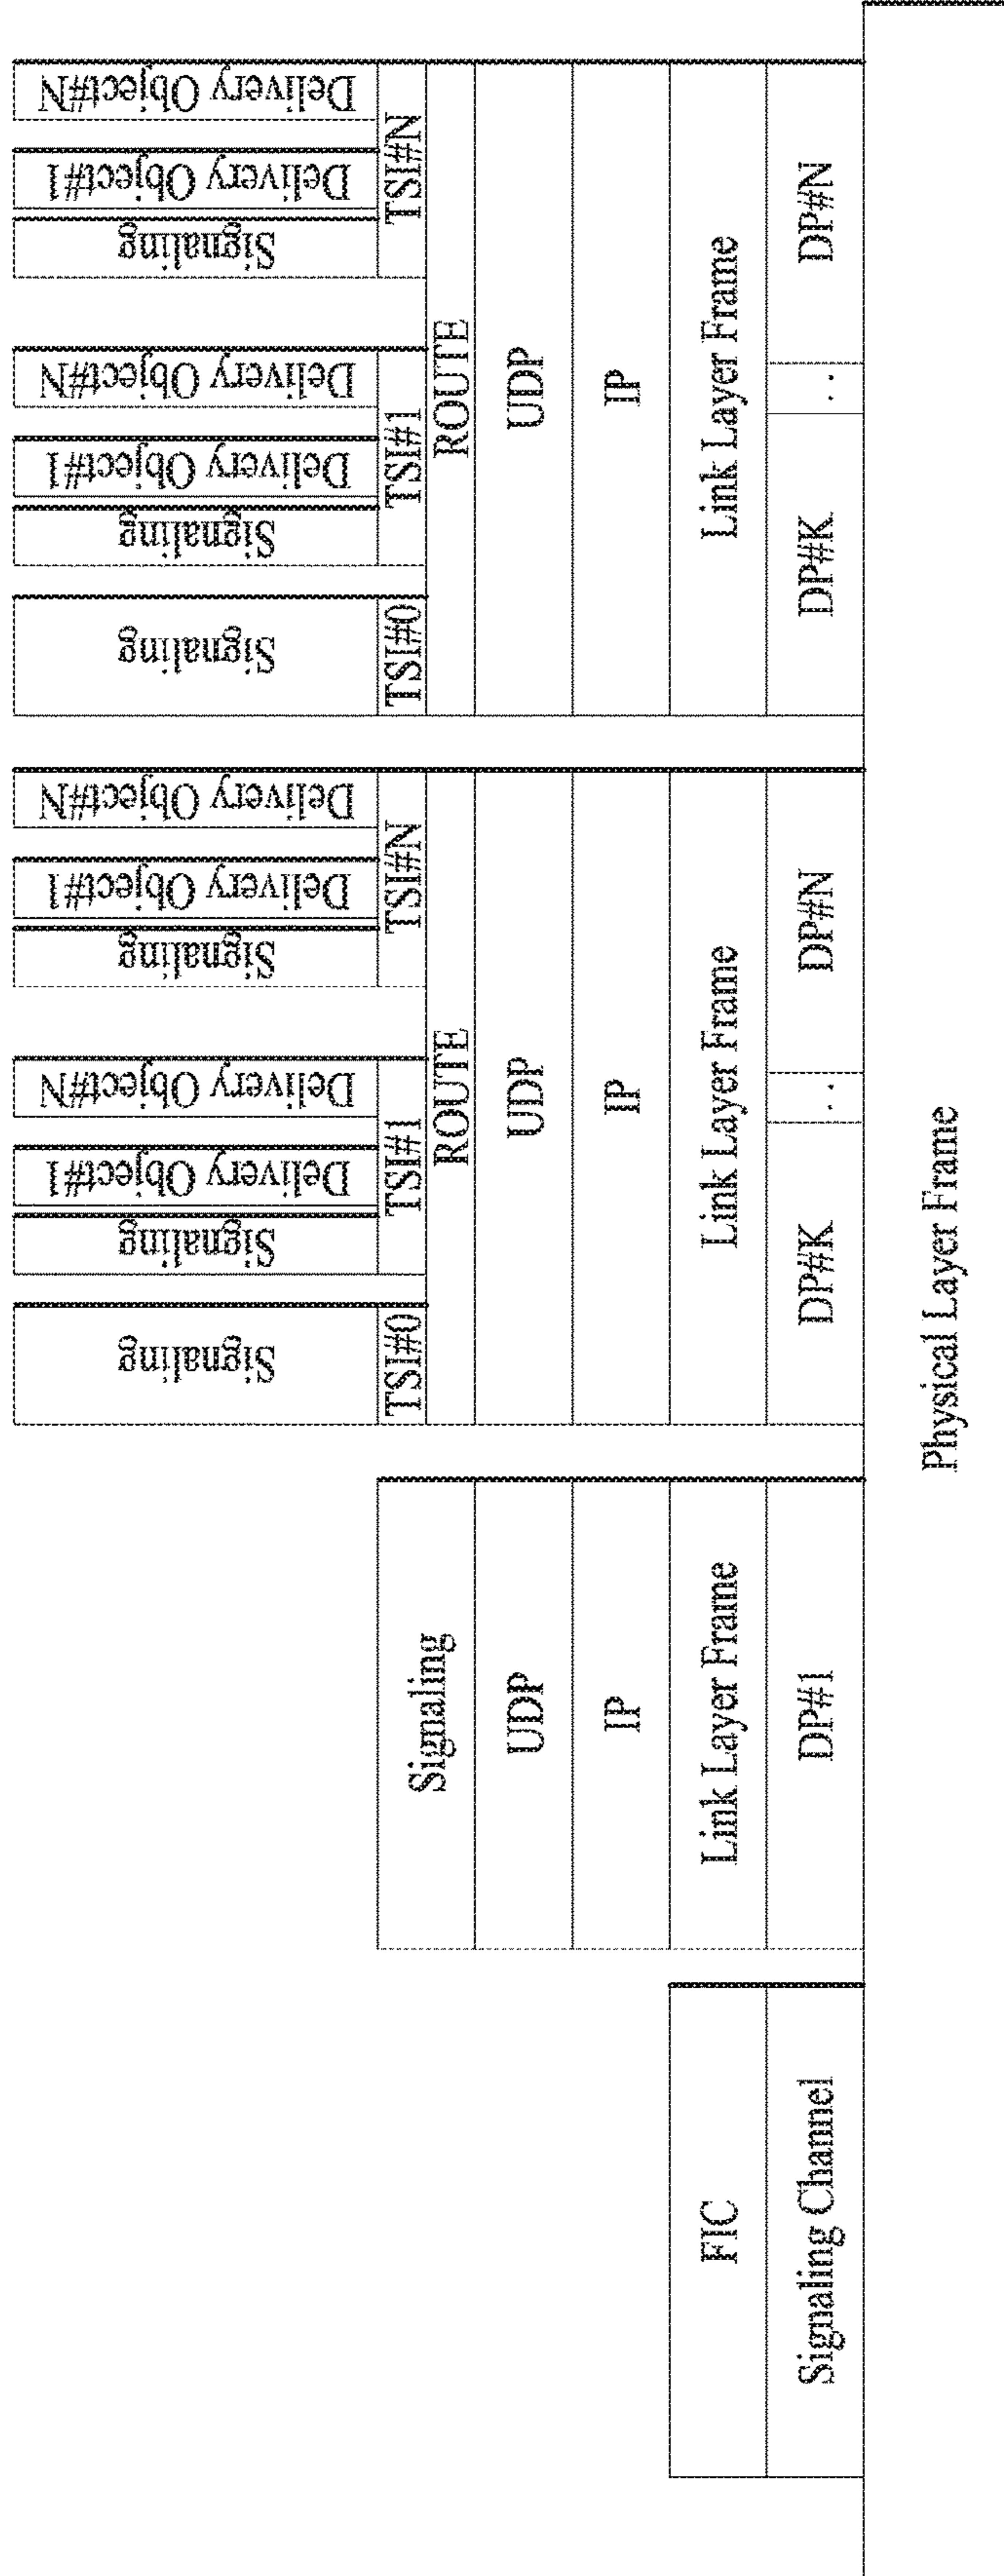 Signaling
Signaling
Delivery Object#1
Delivery Object#N
Signaling
Delivery Object#1
Delivery Object#N
Signaling
Signaling
Delivery Object#1
Delivery Object#N
Signaling
Delivery Object#1
Delivery Object#N
TSI#0
TSI#1
TSI#N
TSI#0
TSI#1
TSI#N
Signaling
ROUTE
ROUTE
UDP
UDP
UDP
IP
IP
IP
FIC
Link Layer Frame
Link Layer Frame
Link Layer Frame
Signaling Channel
DP#1
DP#K
..
DP#N
DP#K
..
DP#N
Physical Layer Frame